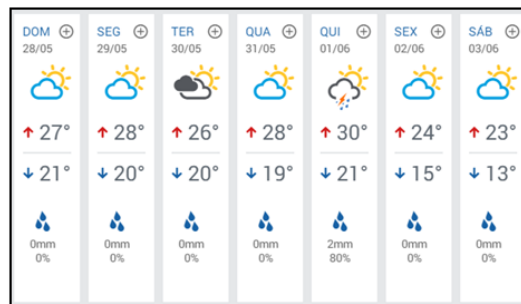 DOM SEG TER QUA QUI SEX SÁB
28/05 29/05 30/05 31/05 01/06 02/06 03/06
27° 28° 26° 28° 30° 24° 23°
21° 20° 20° 19° 21° 15° 13°
0mm 0mm 0mm 0mm 2mm 0mm 0mm
0% 0% 0% 0% 80% 0% 0%